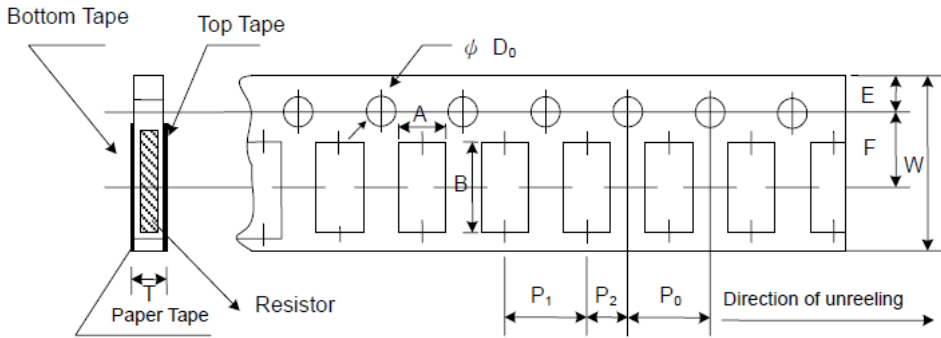 Bottom Tape
Top Tape
ϕ D₀
A
E
F
W
B
T
Paper Tape
Resistor
P₁
P₂
P₀
Direction of unreeling